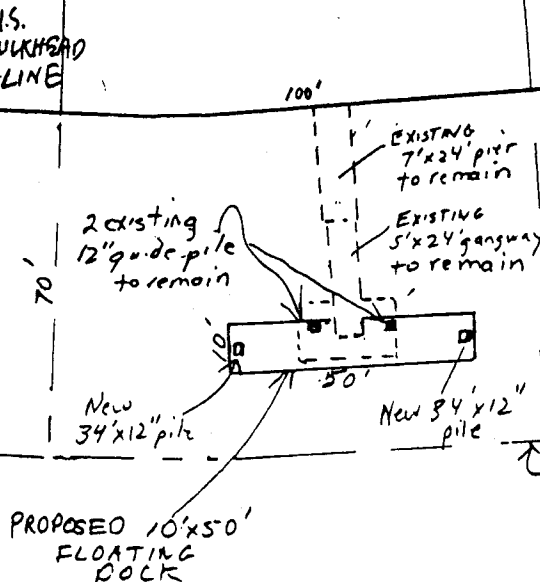 U.S.
BULKHEAD
LINE
100'
EXISTING
7'x24' pier
to remain
EXISTING
5'x24' gangway
to remain
2 existing
12" guide pile
to remain
70'
10'
50'
New
34'x12" pile
New 34'x12"
pile
PROPOSED 10'x50'
FLOATING
DOCK